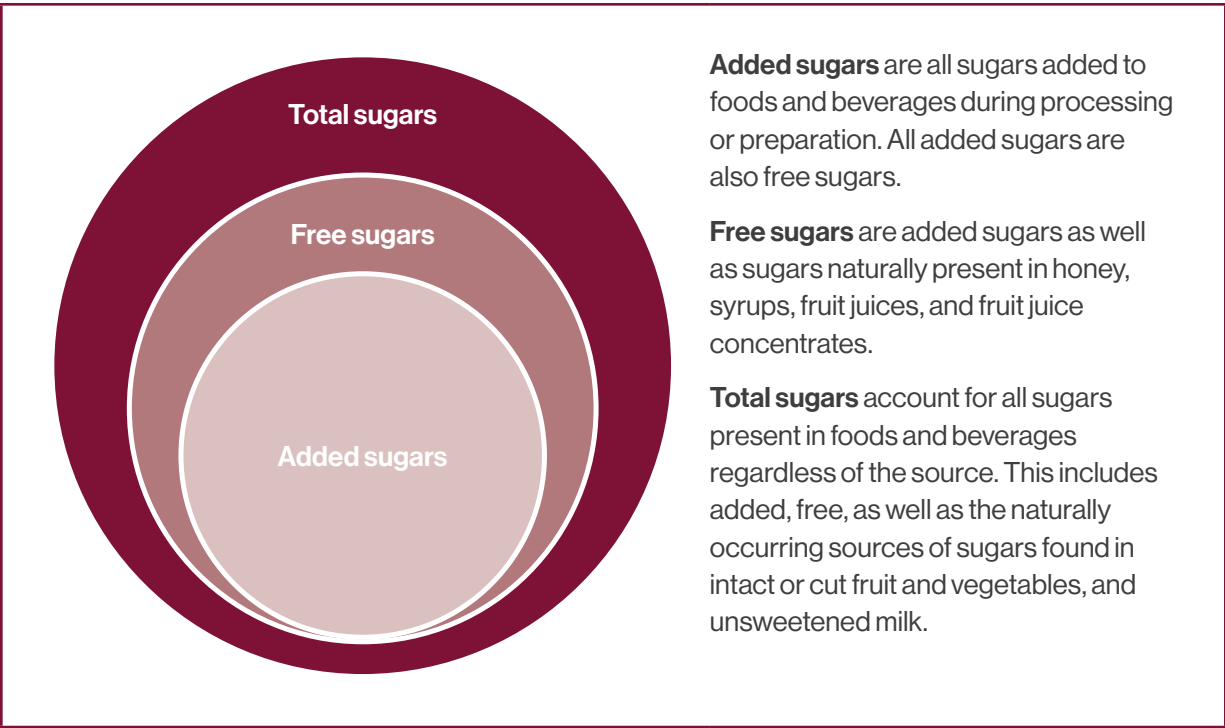 Total sugars
Free sugars
Added sugars
Added sugars are all sugars added to
foods and beverages during processing
or preparation. All added sugars are
also free sugars.
Free sugars are added sugars as well
as sugars naturally present in honey,
syrups, fruit juices, and fruit juice
concentrates.
Total sugars account for all sugars
present in foods and beverages
regardless of the source. This includes
added, free, as well as the naturally
occurring sources of sugars found in
intact or cut fruit and vegetables, and
unsweetened milk.